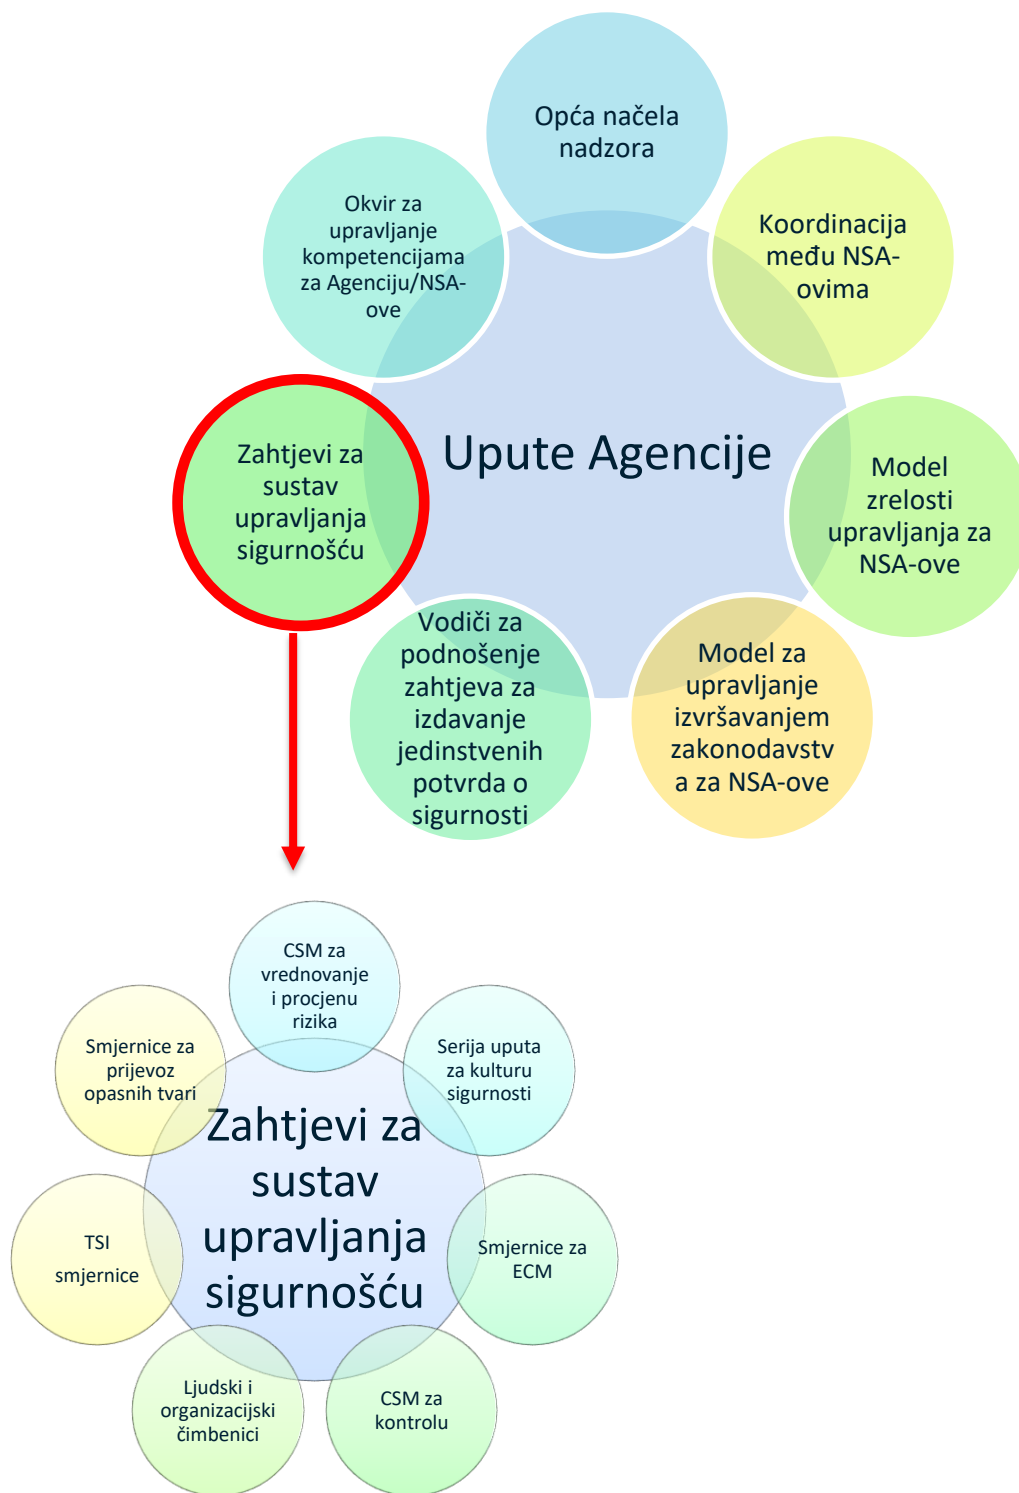 Opća načela
nadzora
Okvir za
upravljanje
kompetencijama
za Agenciju/NSA-
ove
Koordinacija
među NSA-
ovima
Zahtjevi za
sustav
upravljanja
sigurnošću
Upute Agencije
Model
zrelosti
upravljanja za
NSA-ove
Vodiči za
podnošenje
zahtjeva za
izdavanje
jedinstvenih
potvrda o
sigurnosti
Model za
upravljanje
izvršavanjem
zakonodavstv
a za NSA-ove
CSM za
vrednovanje
i procjenu
rizika
Smjernice za
prijevoz
opasnih tvari
Serija uputa
za kulturu
sigurnosti
Zahtjevi za
sustav
upravljanja
sigurnošću
TSI
smjernice
Smjernice za
ECM
Ljudski i
organizacijski
čimbenici
CSM za
kontrolu